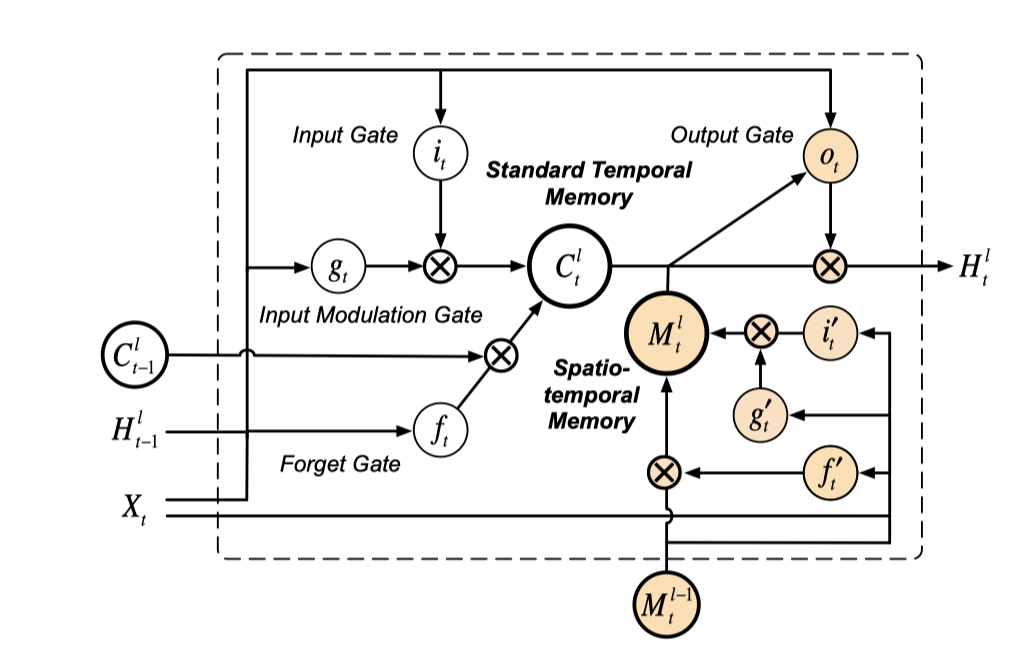 Input Gate
i_t
Output Gate
o_t
Standard Temporal
Memory
g_t
C_t^l
H_t^l
Input Modulation Gate
M_t^l
i'_t
C_{t-1}^l
Spatio-
temporal
Memory
g'_t
H_{t-1}^l
f_t
Forget Gate
f'_t
X_t
M_t^{l-1}